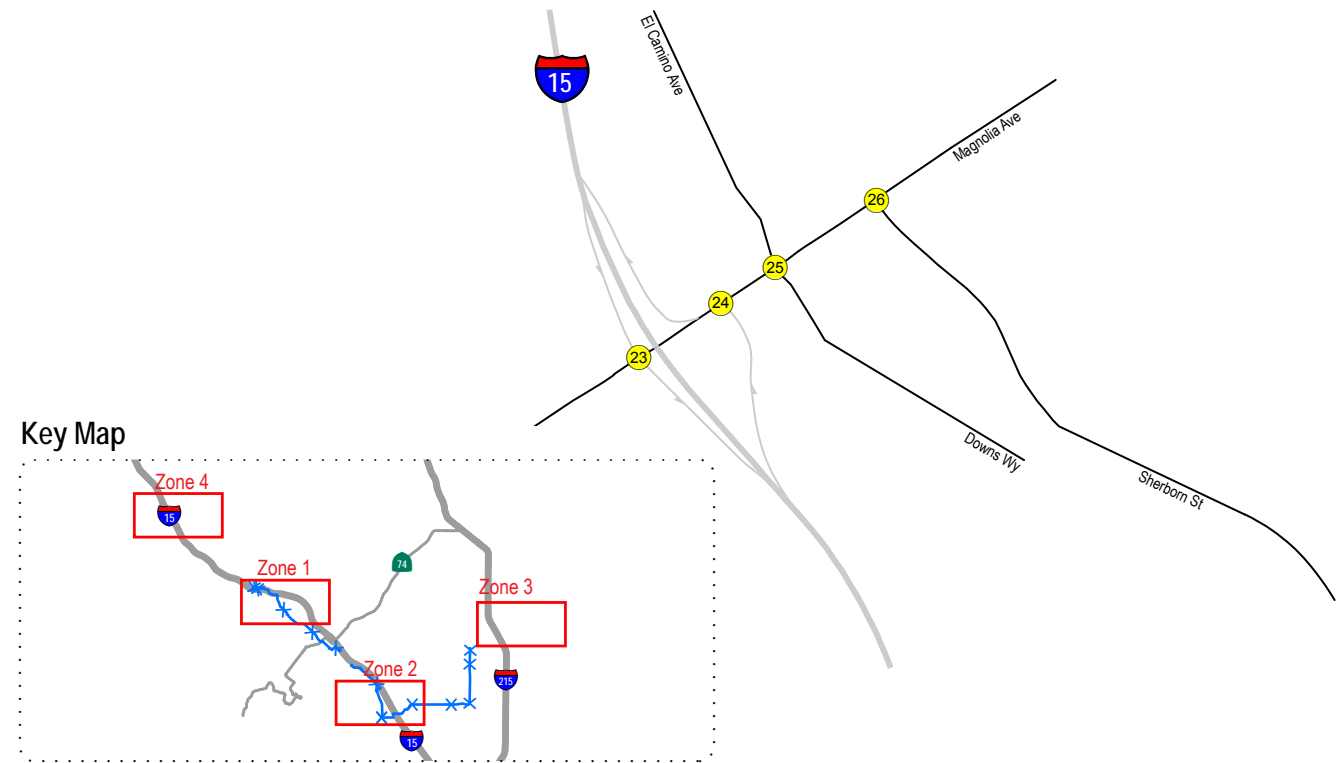 El Camino Ave
15
Magnolia Ave
26
25
24
23
Downs Wy
Sherborn St
Key Map
Zone 4
15
74
Zone 1
Zone 3
Zone 2
215
15